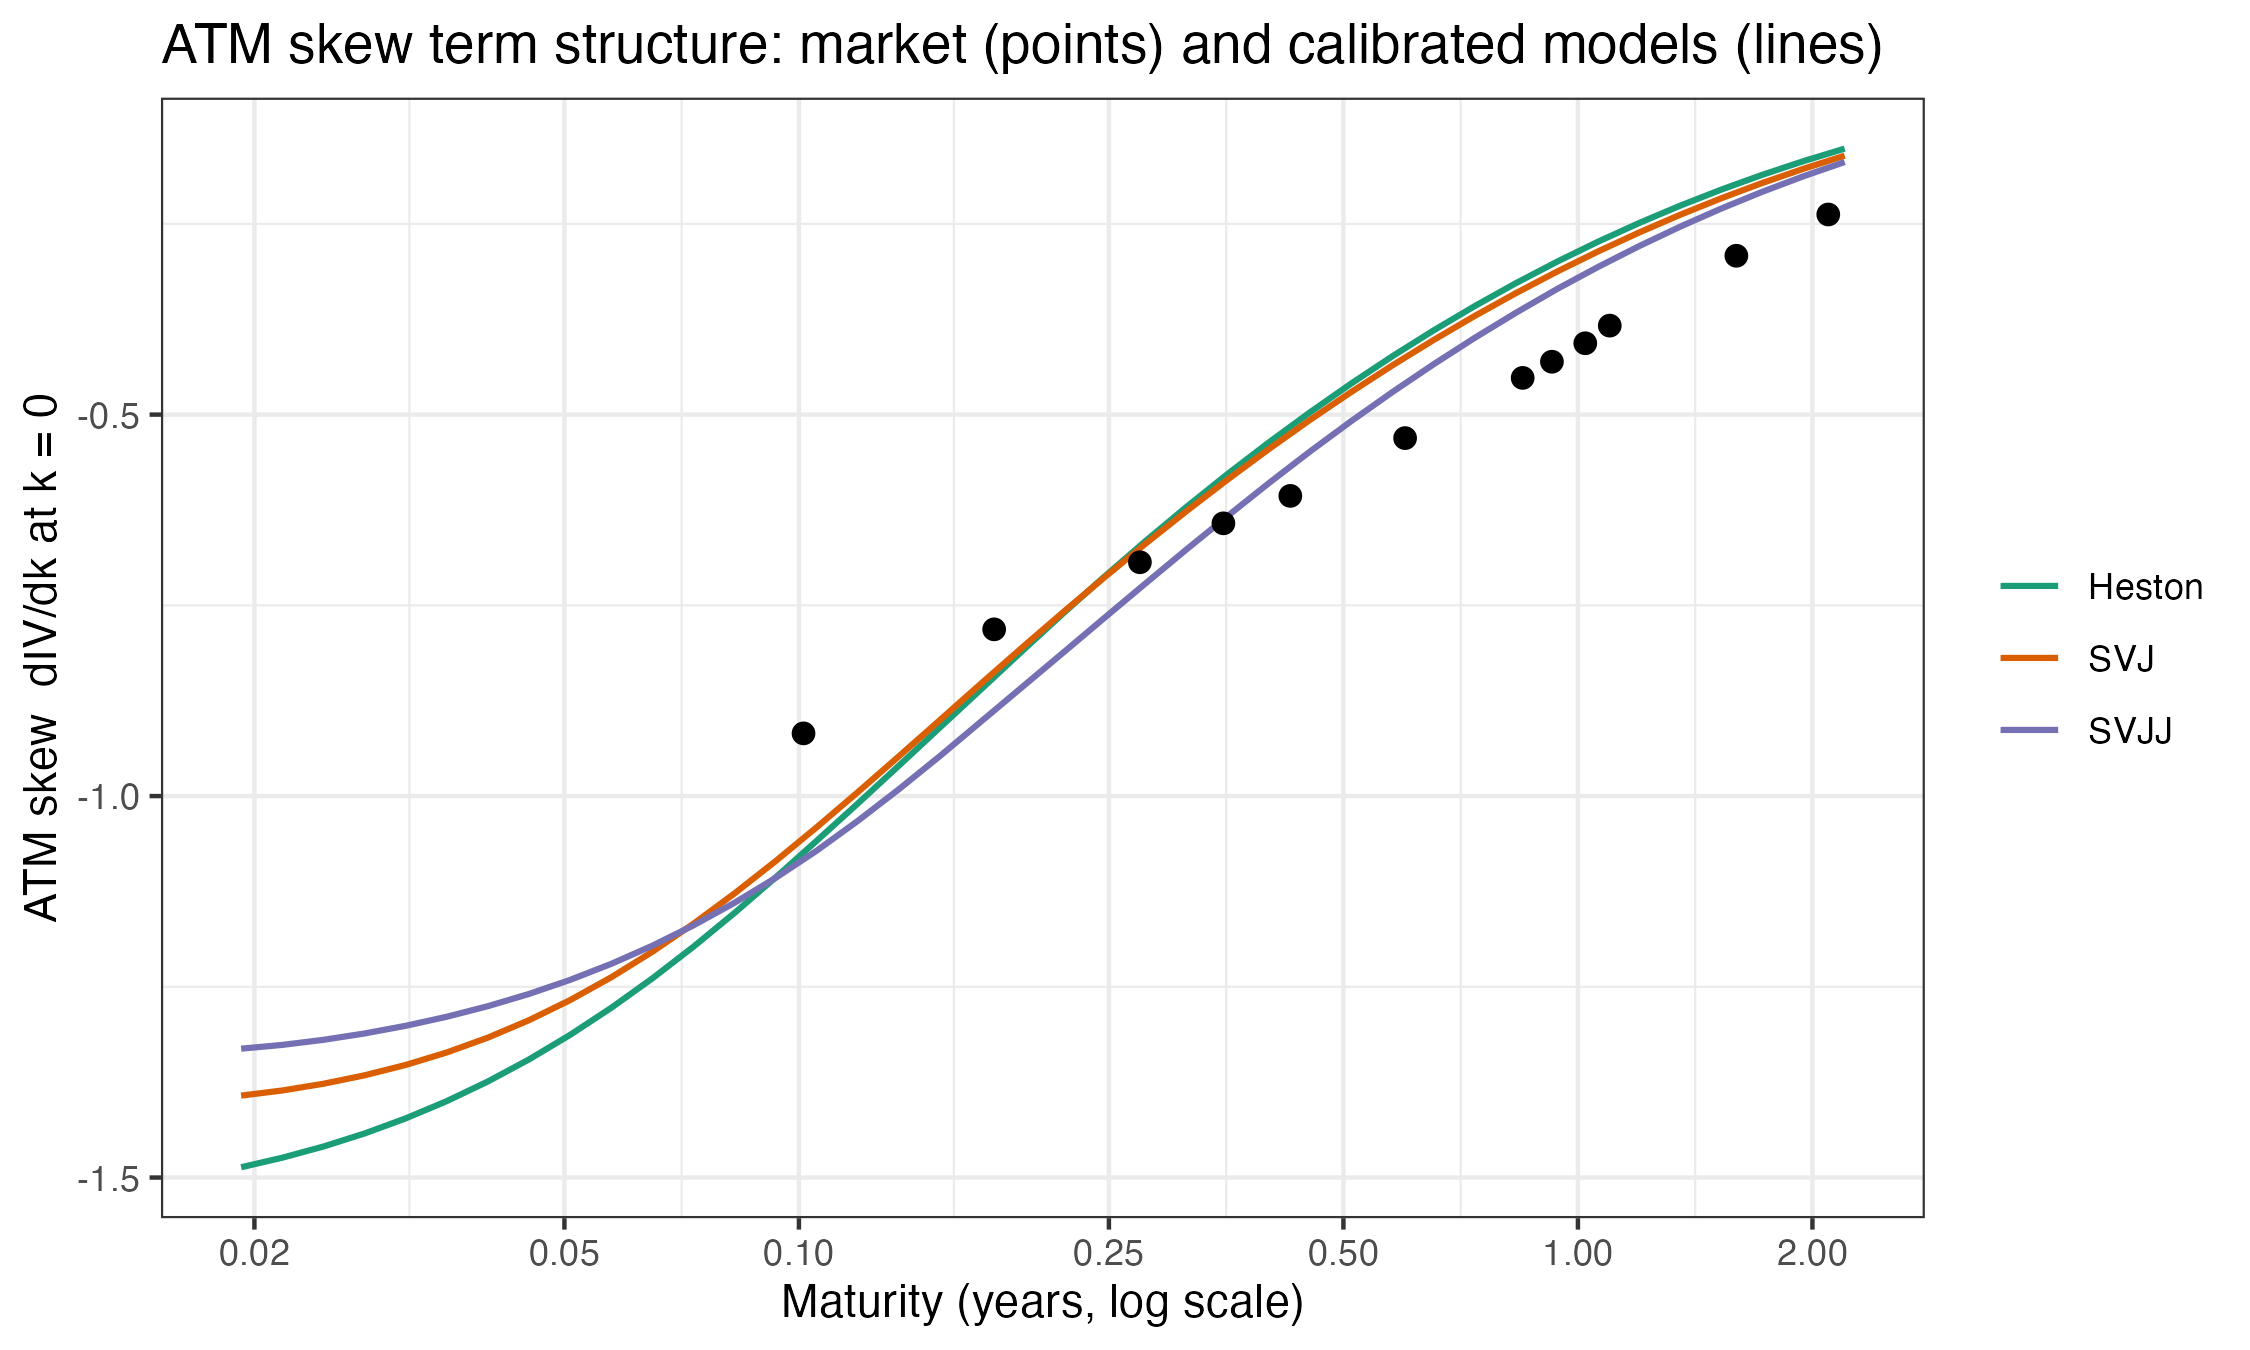 ATM skew term structure: market (points) and calibrated models (lines)
ATM skew  dIV/dk at k = 0
-0.5
-1.0
-1.5
0.02
0.05
0.10
0.25
0.50
1.00
2.00
Maturity (years, log scale)
Heston
SVJ
SVJJ